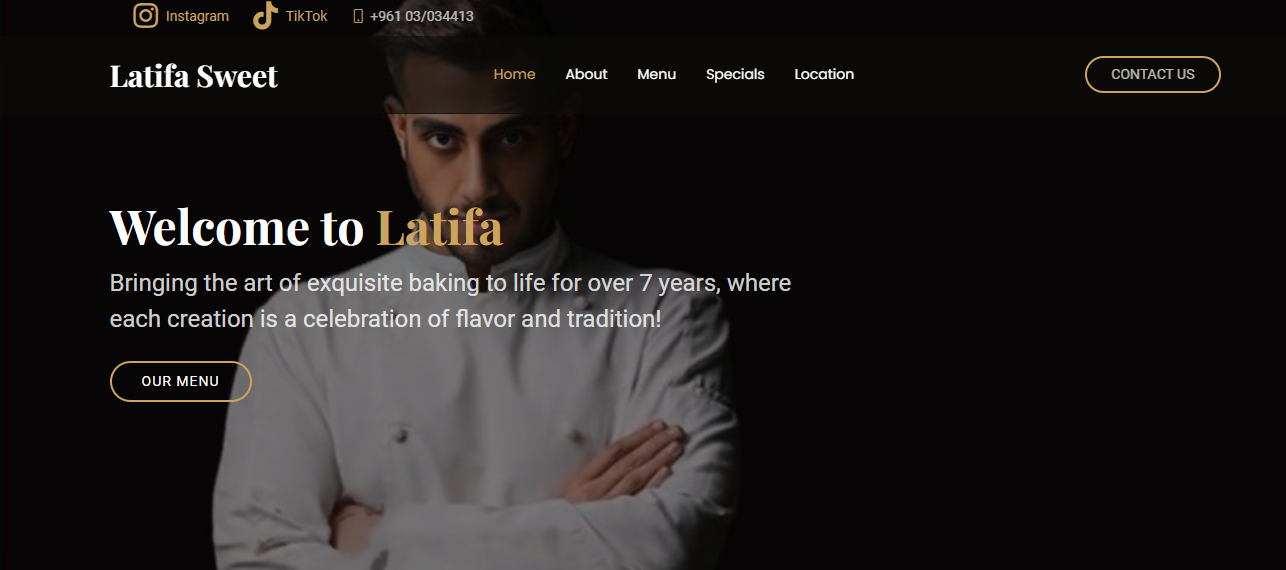 Instagram TikTok +961 03/034413
Latifa Sweet Home About Menu Specials Location CONTACT US
Welcome to Latifa
Bringing the art of exquisite baking to life for over 7 years, where
each creation is a celebration of flavor and tradition!
OUR MENU